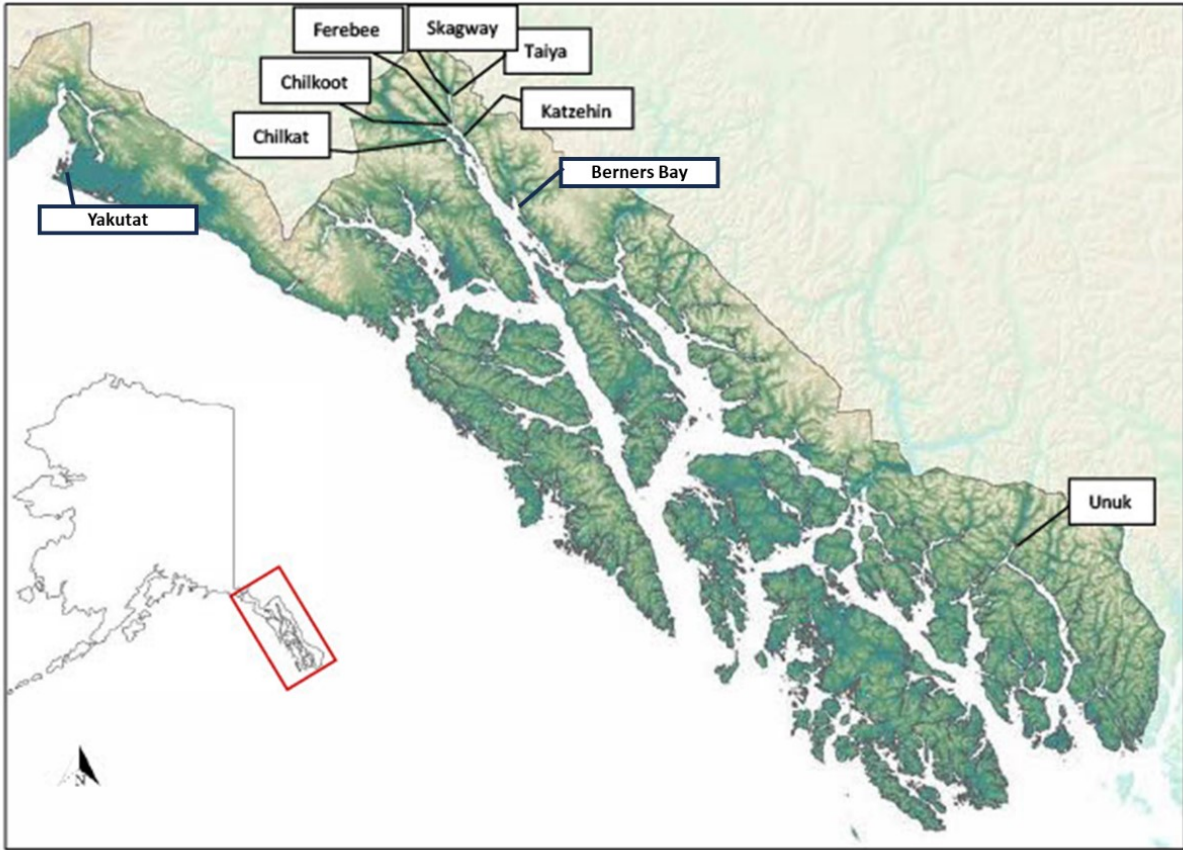 Ferebee
Skagway
Taiya
Chilkoot
Katzehin
Chilkat
Berners Bay
Yakutat
Unuk
N